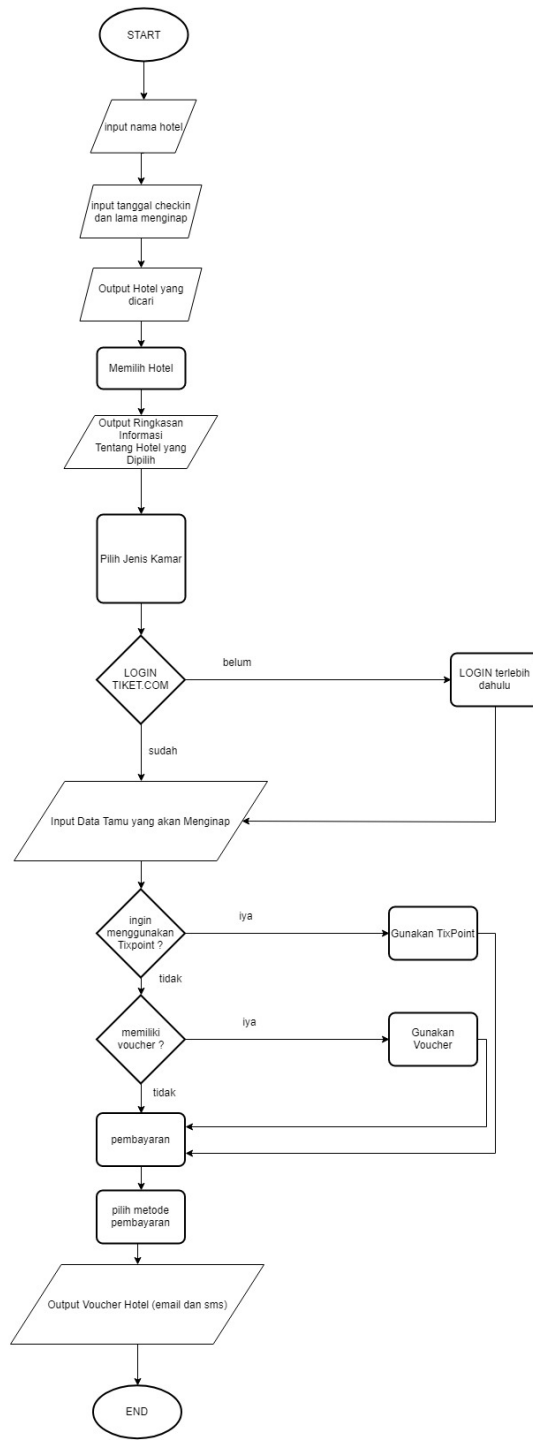 START
input nama hotel
input tanggal checkin
dan lama menginap
Output Hotel yang
dicari
Memilih Hotel
Output Ringkasan
Informasi
Tentang Hotel yang
Dipilih
Pilih Jenis Kamar
LOGIN
TIKET.COM
belum
LOGIN terlebih
dahulu
sudah
Input Data Tamu yang akan Menginap
ingin
menggunakan
Tixpoint ?
iya
Gunakan TixPoint
tidak
memiliki
voucher ?
iya
Gunakan
Voucher
tidak
pembayaran
pilih metode
pembayaran
Output Voucher Hotel (email dan sms)
END